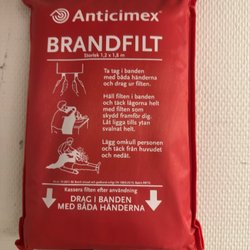 Anticimex®
BRANDFILT
Storlek 1,2 x 1,8 m
Ta tag i banden
med båda händerna
och drag ur filten.
Håll filten i banden
och täck lågorna helt
med filten som
skydd framför dig.
Låt ligga tills ytan
svalnat helt.
Lägg omkull personen
och täck från huvudet
och nedåt.
Kassera filten efter användning
DRAG I BANDEN
MED BÅDA HÄNDERNA